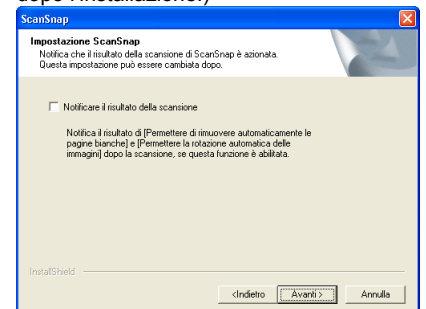 dopo l'installazione.)
ScanSnap
Impostazione ScanSnap
Notifica che il risultato della scansione di ScanSnap è azionata.
Questa impostazione può essere cambiata dopo.
Notificare il risultato della scansione
Notifica il risultato di [Permettere di rimuovere automaticamente le
pagine bianche] e [Permettere la rotazione automatica delle
immagini] dopo la scansione, se questa funzione è abilitata.
InstallShield
<Indietro Avanti > Annulla